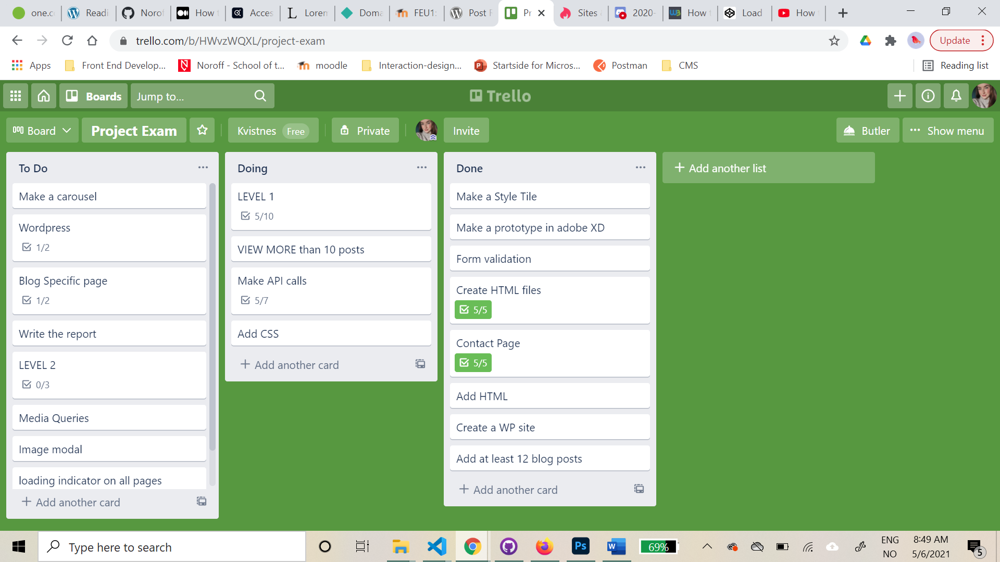 one.co
Readi
Norof
How t
Acces
Lorem
Doma
FEU1:
Post F
Pr
Sites &
2020-
How t
Load
How t
trello.com/b/HWvzWQXL/project-exam
Update
Apps
Front End Develop...
Noroff - School of t...
moodle
Interaction-design...
Startside for Micros...
Postman
CMS
Reading list
Boards
Jump to...
Trello
Board
Project Exam
Kvistnes Free
Private
Invite
Butler
Show menu
To Do
Make a carousel
Wordpress
1/2
Blog Specific page
1/2
Write the report
LEVEL 2
0/3
Media Queries
Image modal
loading indicator on all pages
Add another card
Doing
LEVEL 1
5/10
VIEW MORE than 10 posts
Make API calls
5/7
Add CSS
Add another card
Done
Make a Style Tile
Make a prototype in adobe XD
Form validation
Create HTML files
5/5
Contact Page
5/5
Add HTML
Create a WP site
Add at least 12 blog posts
Add another card
Add another list
Type here to search
Ps
W
69%
ENG
NO
8:49 AM
5/6/2021
5